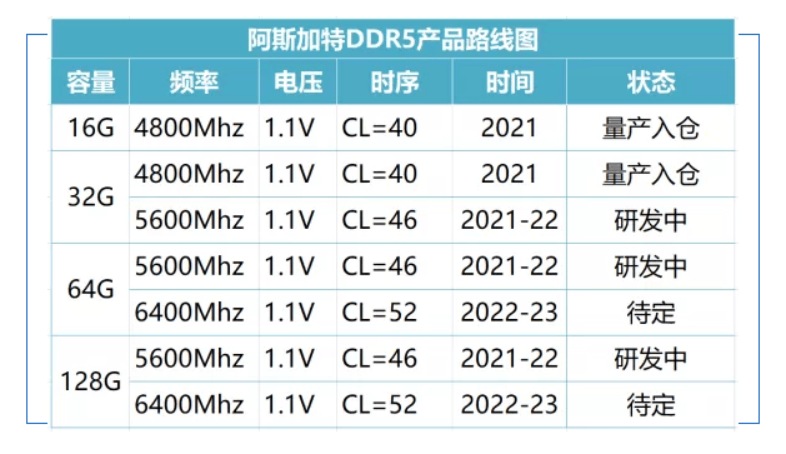 阿斯加特DDR5产品路线图
容量 频率 电压 时序 时间 状态
16G 4800Mhz 1.1V CL=40 2021 量产入仓
32G 4800Mhz 1.1V CL=40 2021 量产入仓
5600Mhz 1.1V CL=46 2021-22 研发中
64G 5600Mhz 1.1V CL=46 2021-22 研发中
6400Mhz 1.1V CL=52 2022-23 待定
128G 5600Mhz 1.1V CL=46 2021-22 研发中
6400Mhz 1.1V CL=52 2022-23 待定